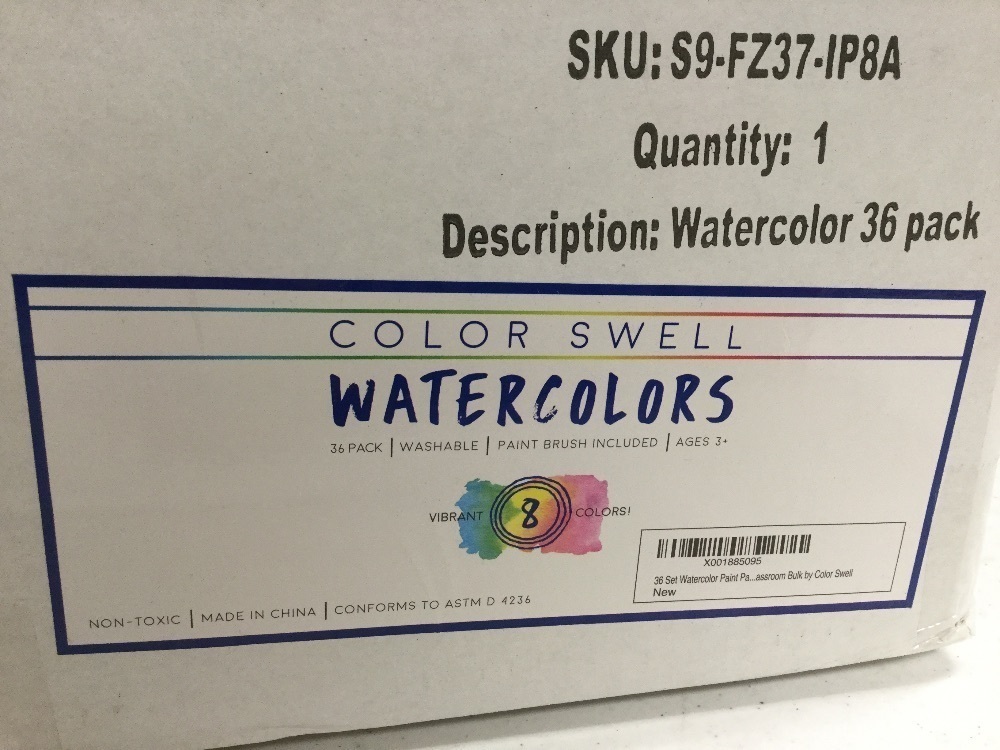 SKU: S9-FZ37-IP8A
Quantity: 1
Description: Watercolor 36 pack
COLOR SWELL
WATERCOLORS
36 PACK | WASHABLE | PAINT BRUSH INCLUDED | AGES 3+
VIBRANT 8 COLORS!
X001885095
36 Set Watercolor Paint Pa...assroom Bulk by Color Swell
New
NON-TOXIC | MADE IN CHINA | CONFORMS TO ASTM D 4236